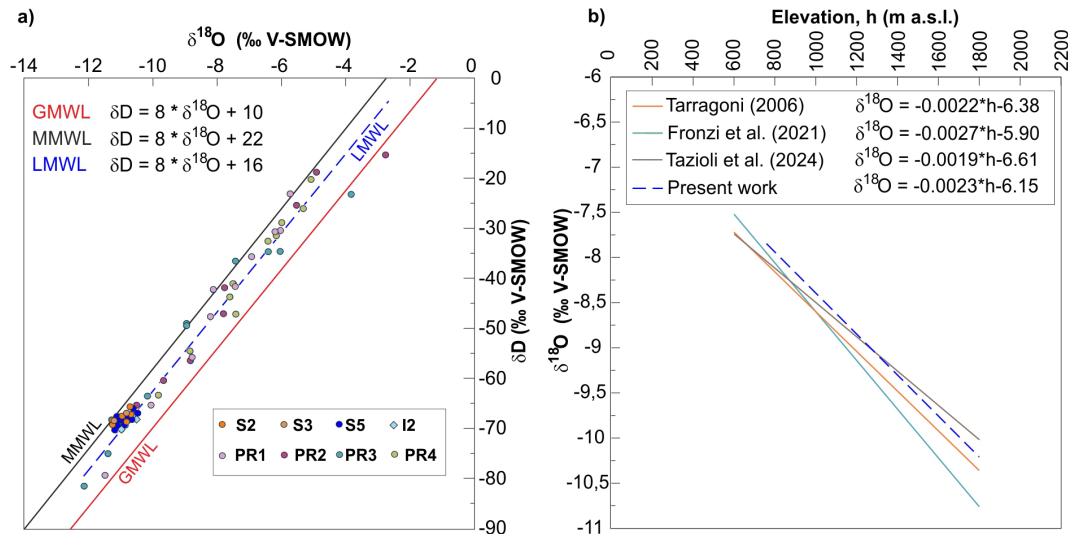 a)
δ¹⁸O (‰ V-SMOW)
-14 -12 -10 -8 -6 -4 -2 0
GMWL δD = 8 * δ¹⁸O + 10
MMWL δD = 8 * δ¹⁸O + 22
LMWL δD = 8 * δ¹⁸O + 16
LMWL
MMWL
GMWL
S2 S3 S5 I2
PR1 PR2 PR3 PR4
0
-10
-20
-30
-40
-50
-60
-70
-80
-90
δD (‰ V-SMOW)
b)
Elevation, h (m a.s.l.)
0 200 400 600 800 1000 1200 1400 1600 1800 2000 2200
Tarragoni (2006) δ¹⁸O = -0.0022*h-6.38
Fronzi et al. (2021) δ¹⁸O = -0.0027*h-5.90
Tazioli et al. (2024) δ¹⁸O = -0.0019*h-6.61
Present work δ¹⁸O = -0.0023*h-6.15
-6
-6,5
-7
-7,5
-8
-8,5
-9
-9,5
-10
-10,5
-11
δ¹⁸O (‰ V-SMOW)